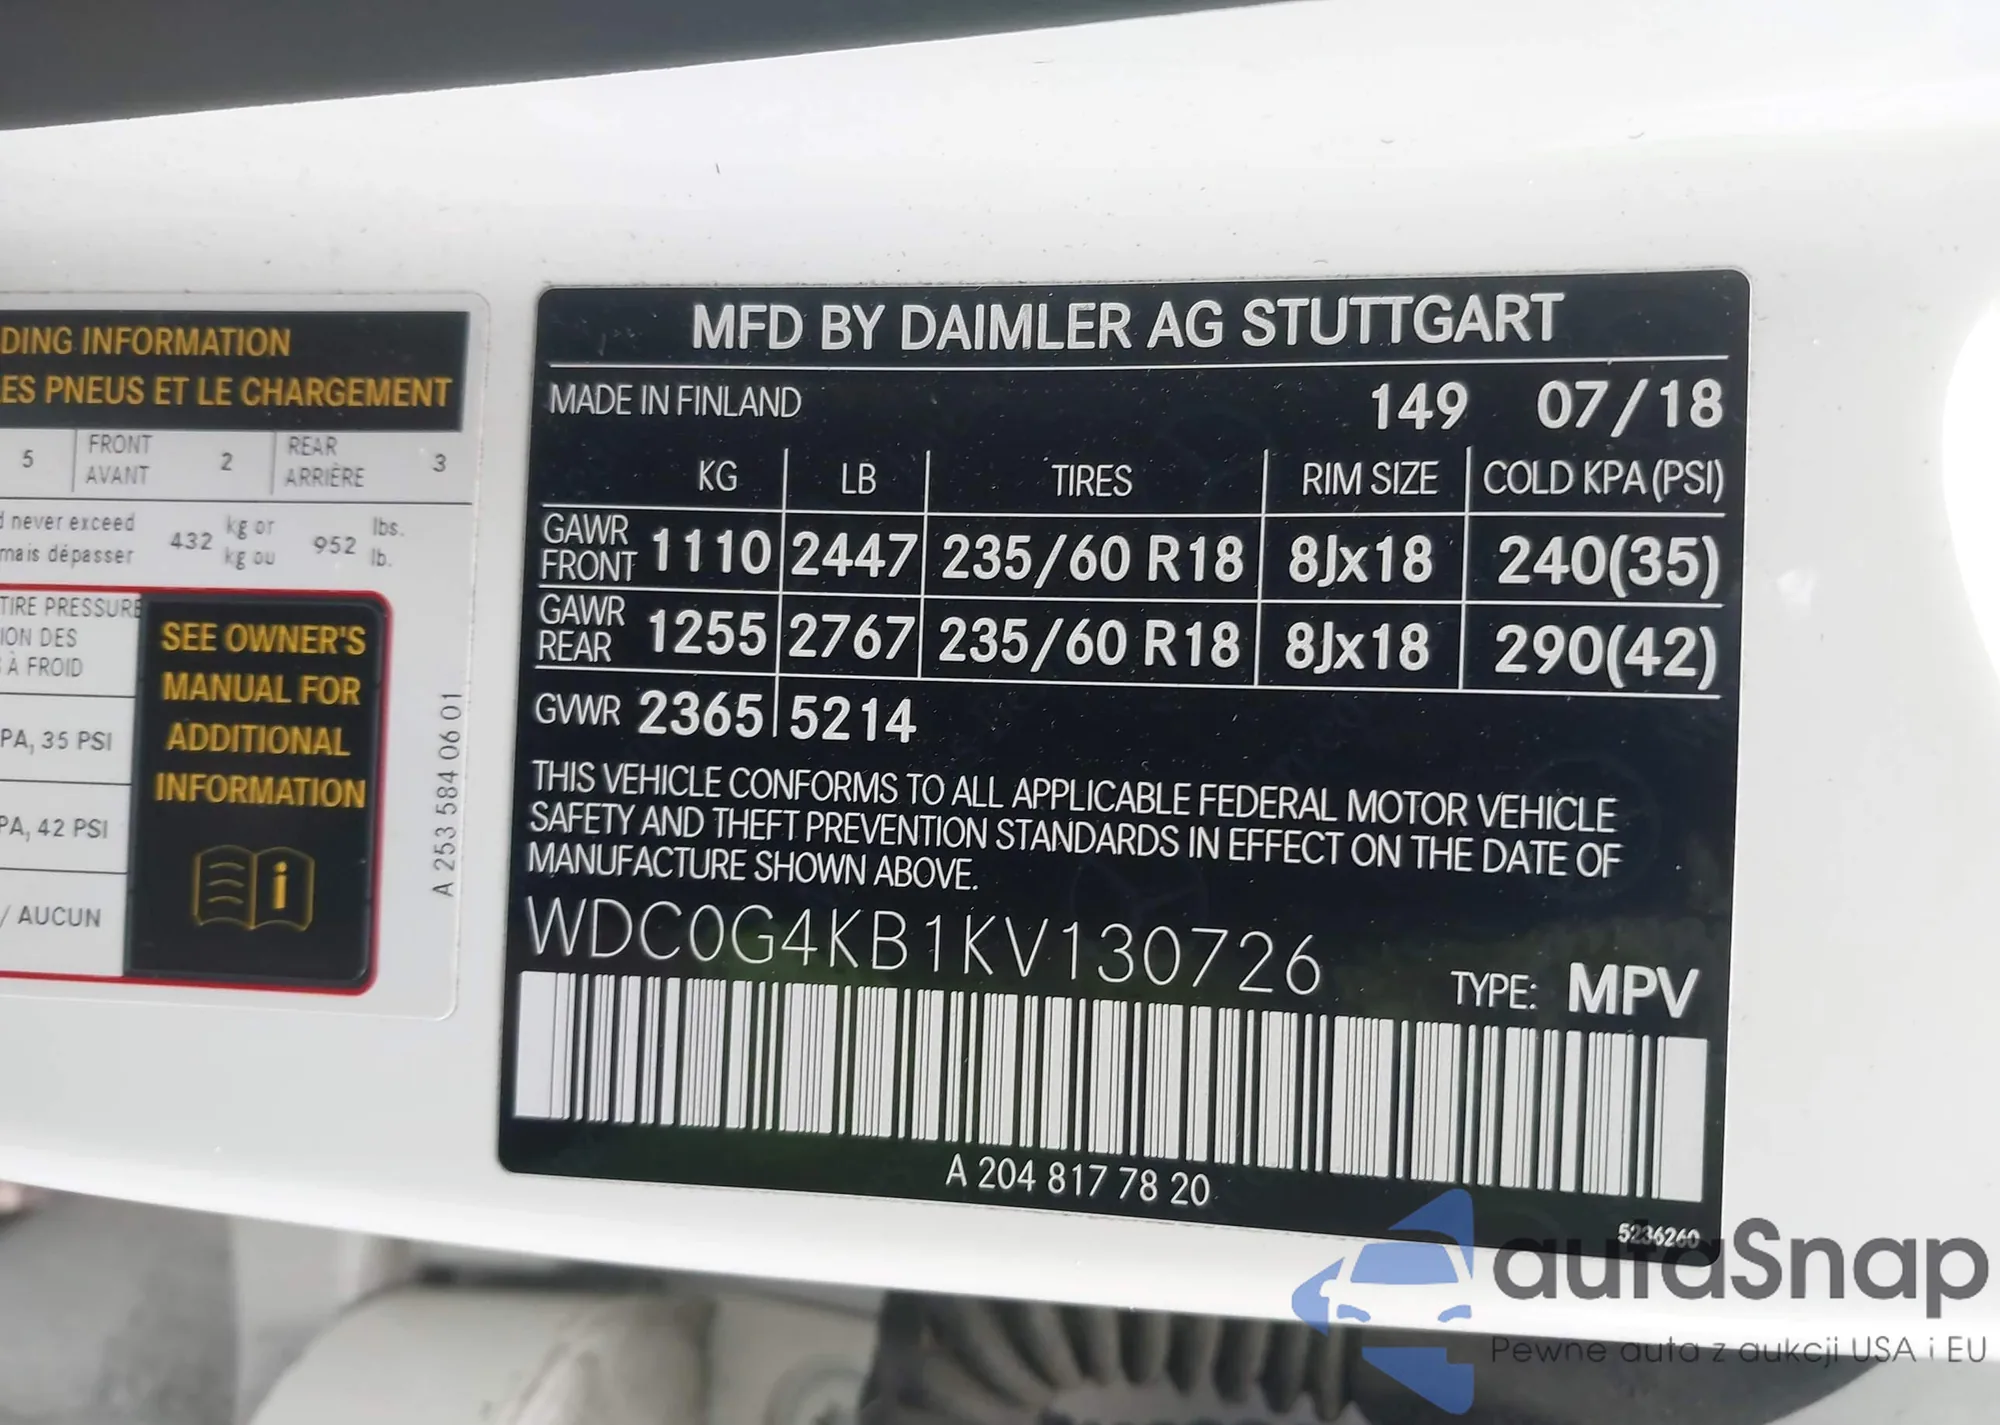 DING INFORMATION
ES PNEUS ET LE CHARGEMENT
5 FRONT AVANT 2 REAR ARRIÈRE 3
never exceed 432 kg or 952 lbs.
mais dépasser kg ou lb.
TIRE PRESSURE
ION DES
À FROID
PA, 35 PSI
PA, 42 PSI
/ AUCUN
SEE OWNER'S
MANUAL FOR
ADDITIONAL
INFORMATION
i
A 253 584 06 01
MFD BY DAIMLER AG STUTTGART
MADE IN FINLAND 149 07/18
KG LB TIRES RIM SIZE COLD KPA (PSI)
GAWR FRONT 1110 2447 235/60 R18 8Jx18 240(35)
GAWR REAR 1255 2767 235/60 R18 8Jx18 290(42)
GVWR 2365 5214
THIS VEHICLE CONFORMS TO ALL APPLICABLE FEDERAL MOTOR VEHICLE
SAFETY AND THEFT PREVENTION STANDARDS IN EFFECT ON THE DATE OF
MANUFACTURE SHOWN ABOVE.
WDC0G4KB1KV130726
TYPE: MPV
A 204 817 78 20
5236260
autaSnap
Pewne auta z aukcji USA i EU